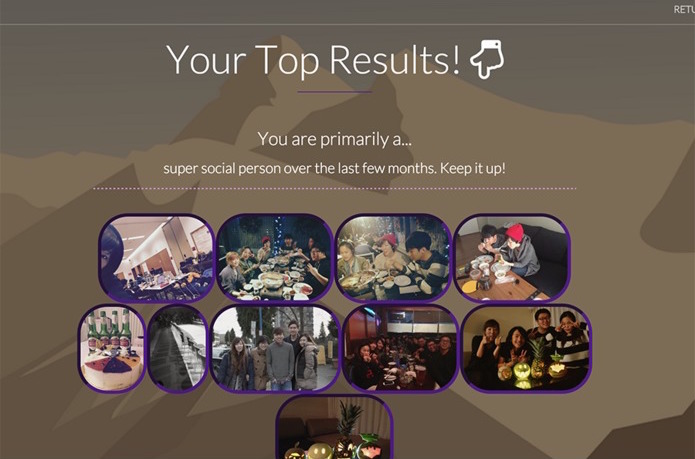 RETU
Your Top Results!
You are primarily a...
super social person over the last few months. Keep it up!